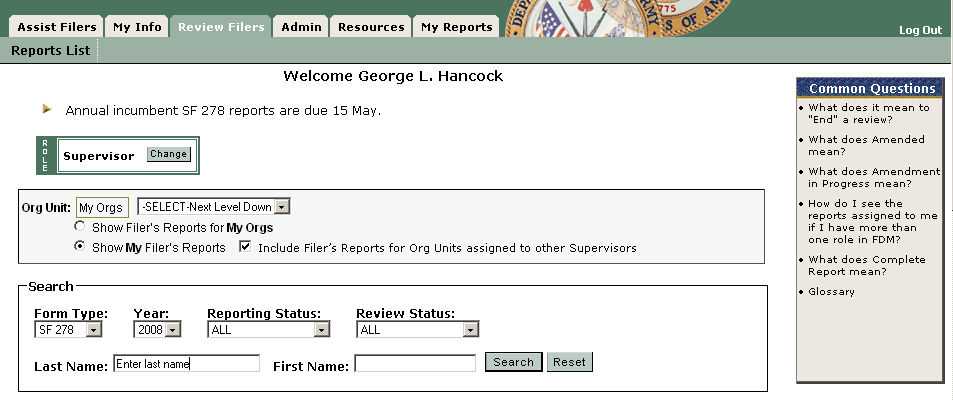 Assist Filers My Info Review Filers Admin Resources My Reports
DEPA ARMS OF AMERICA 1775
Log Out
Reports List
Welcome George L. Hancock
Annual incumbent SF 278 reports are due 15 May.
ROLE
Supervisor Change
Org Unit: My Orgs -SELECT-Next Level Down
Show Filer's Reports for My Orgs
Show My Filer's Reports Include Filer's Reports for Org Units assigned to other Supervisors
Search
Form Type: Year: Reporting Status: Review Status:
SF 278 2008 ALL ALL
Last Name: Enter last name First Name: Search Reset
Common Questions
• What does it mean to
"End" a review?
• What does Amended
mean?
• What does Amendment
in Progress mean?
• How do I see the
reports assigned to me
if I have more than
one role in FDM?
• What does Complete
Report mean?
• Glossary